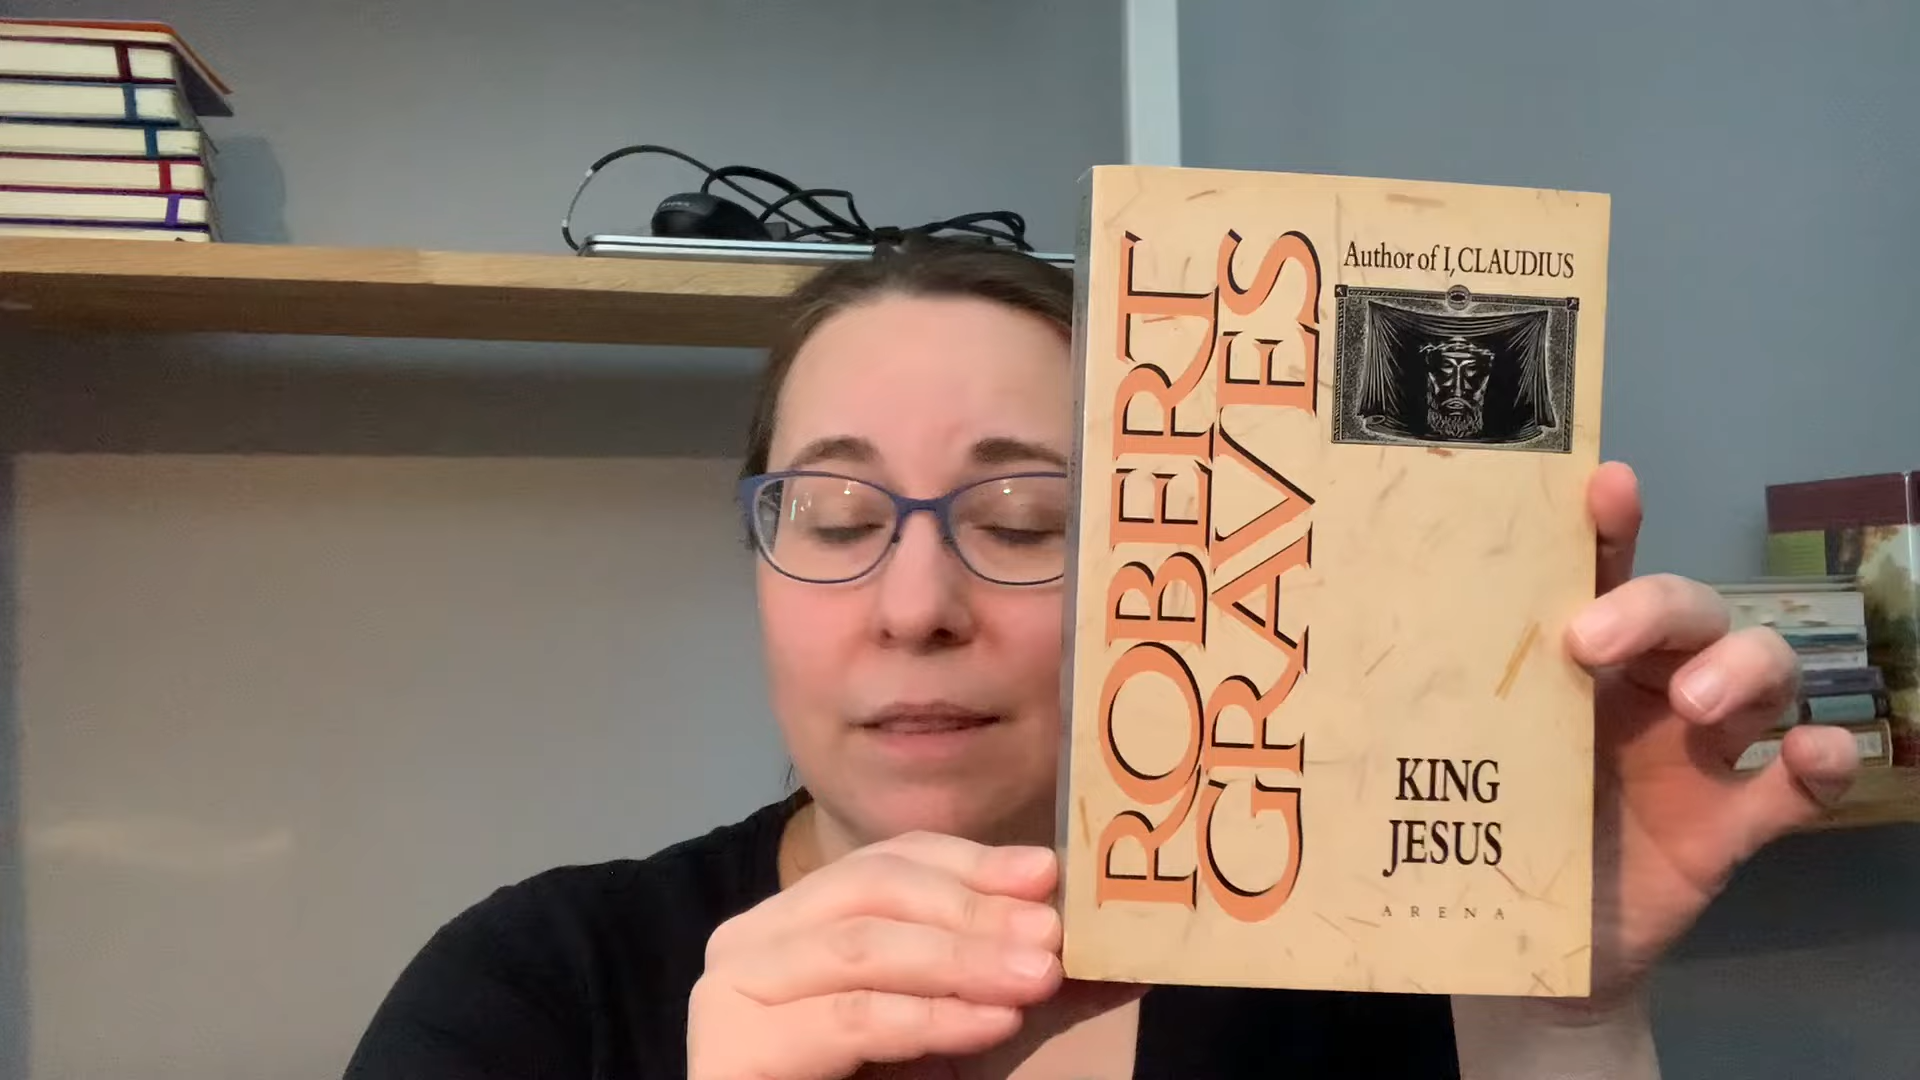 ROBERT
GRAVES
Author of I, CLAUDIUS
KING
JESUS
ARENA